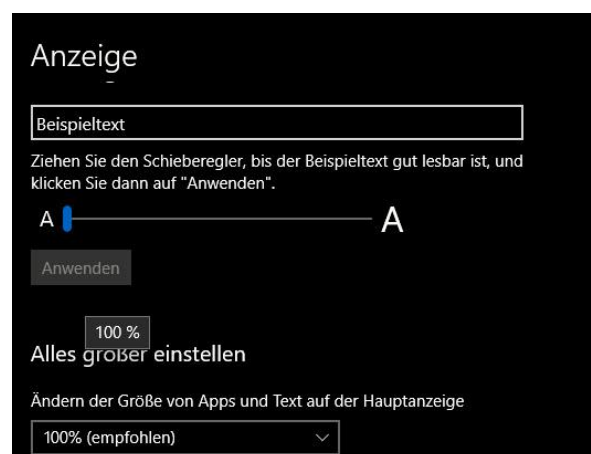 Anzeige
Beispieltext
Ziehen Sie den Schieberegler, bis der Beispieltext gut lesbar ist, und
klicken Sie dann auf "Anwenden".
A A
Anwenden
100 %
Alles größer einstellen
Ändern der Größe von Apps und Text auf der Hauptanzeige
100% (empfohlen)